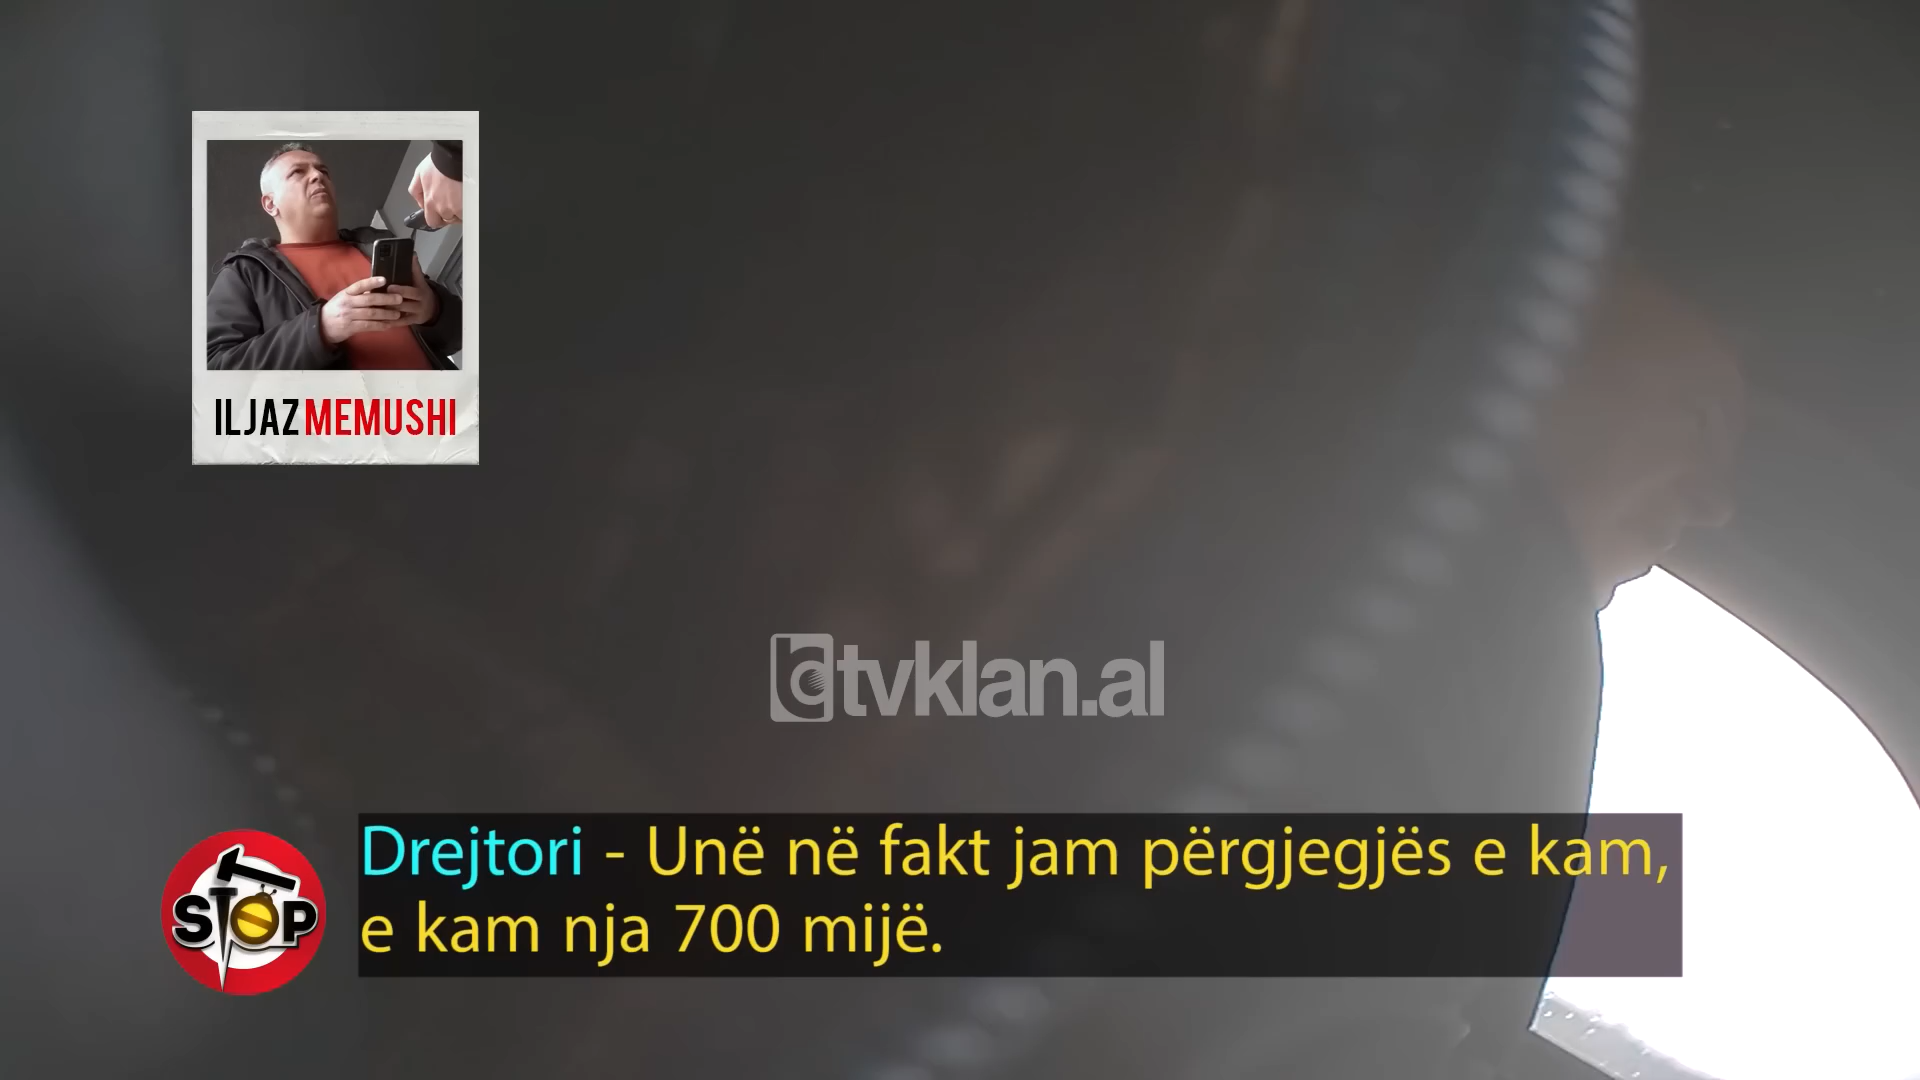 ILJAZ MEMUSHI
tvklan.al
STOP
Drejtori - Unë në fakt jam përgjegjës e kam,
e kam nja 700 mijë.